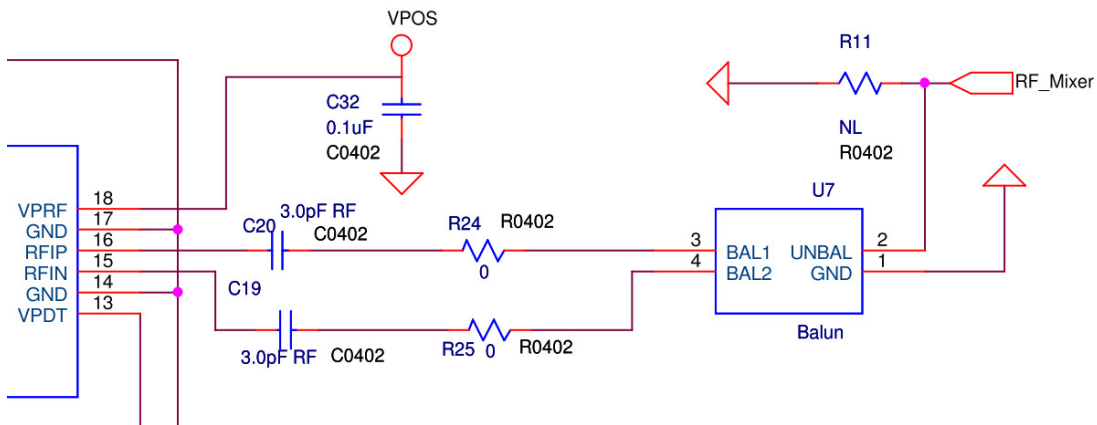 VPOS
C32
0.1uF
C0402
R11
NL
R0402
RF_Mixer
VPRF 18
GND 17
RFIP 16
RFIN 15
GND 14
VPDT 13
C20
3.0pF RF
C0402
R24
R0402
0
C19
3.0pF RF
C0402
R25
0
R0402
U7
3 BAL1 UNBAL 2
4 BAL2 GND 1
Balun